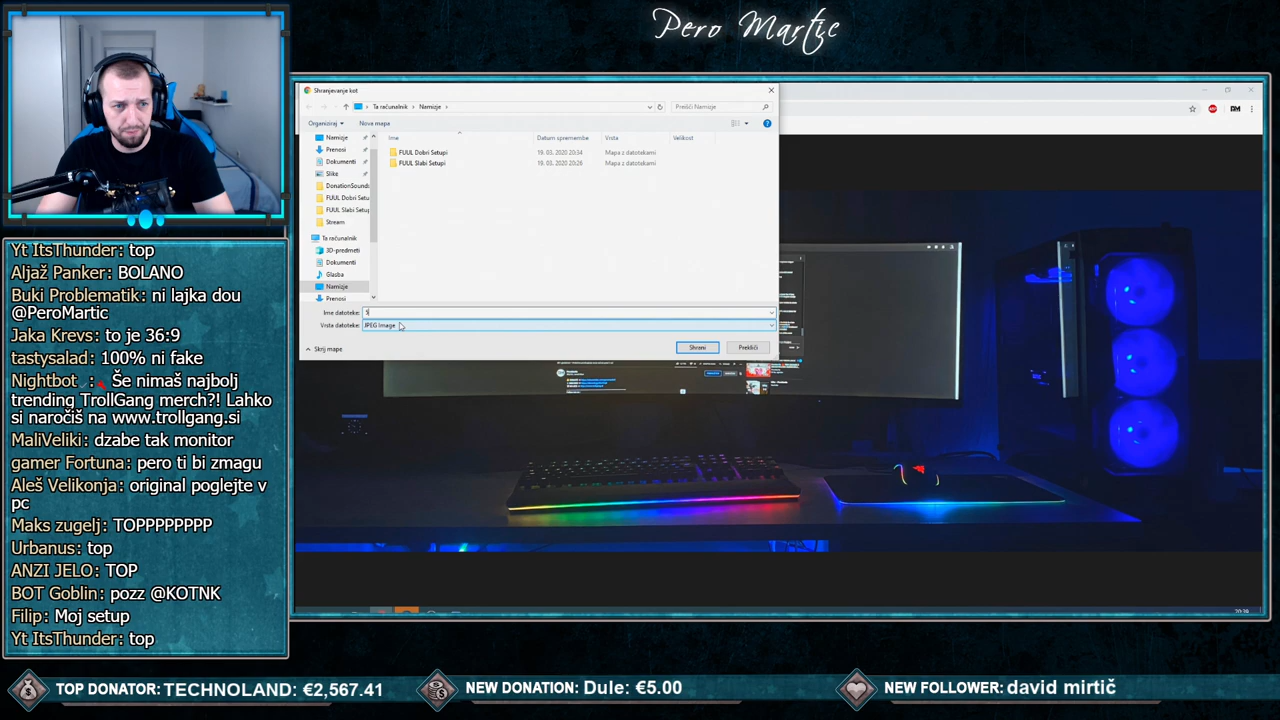 Pero Martic
Shranjevanje kot
Ta računalnik › Namizje ›
Prešišči Namizje
Organiziraj
Nova mapa
Namizje
Prenosi
Dokumenti
Slike
DonationSounds
FUUL Dobri Setu
FUUL Slabi Setup
Stream
Ta računalnik
3D-predmeti
Dokumenti
Glasba
Namizje
Prenosi
Ime
Datum spremembe
Vrsta
Velikost
FUUL Dobri Setupi
19. 03. 2020 20:34
Mapa z datotekami
FUUL Slabi Setupi
19. 03. 2020 20:26
Mapa z datotekami
Ime datoteke:
Vrsta datoteke: JPEG Image
Skrij mape
Shrani
Prekliči
Yt ItsThunder: top
Aljaž Panker: BOLANO
Buki Problematik: ni lajka dou
@PeroMartic
Jaka Kravs: to je 36:9
tastysalad: 100% ni fake
Nightbot : Še nimaš najbolj
trending TrollGang merch?! Lahko
si naročiš na www.trollgang.si
MaliVeliki: dzabe tak monitor
gamer Fortuna: pero ti bi zmagu
Aleš Velikonja: original poglejte v
pc
Maks zugelj: TOPPPPPPPP
Urbanus: top
ANZI JELO: TOP
BOT Goblin: pozz @KOTNK
Filip: Moj setup
Yt ItsThunder: top
20:39
TOP DONATOR: TECHNOLAND: €2,567.41
NEW DONATION: Dule: €5.00
NEW FOLLOWER: david mirtič